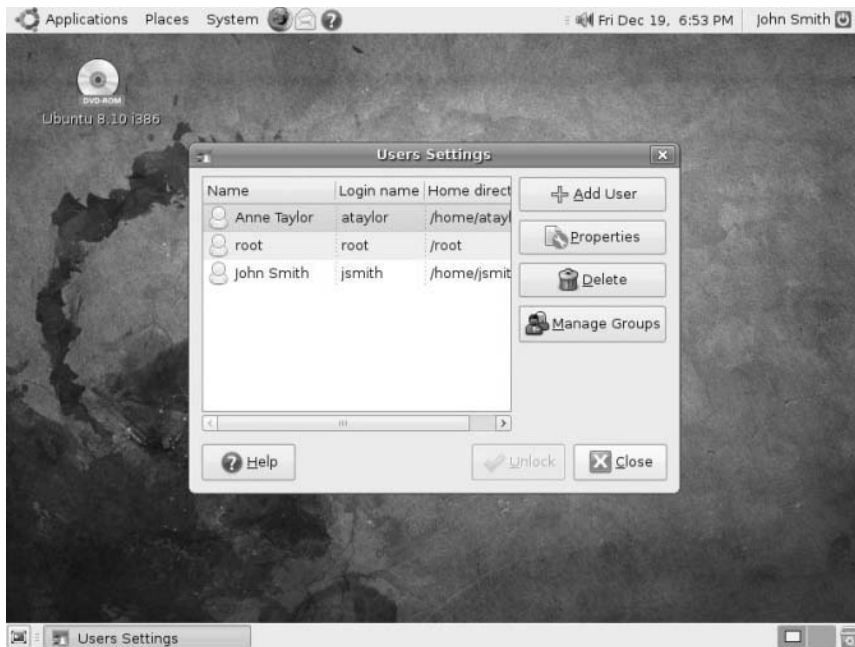 Applications Places System Fri Dec 19, 6:53 PM John Smith
DVD-ROM
Ubuntu 8.10 i386
Users Settings
Name Login name Home direct
Anne Taylor ataylor /home/atayl
root root /root
John Smith jsmith /home/jsmit
Add User
Properties
Delete
Manage Groups
Help Unlock Close
Users Settings